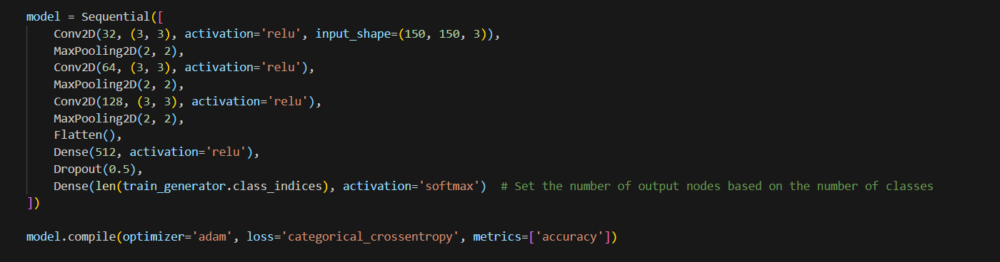 model = Sequential([
    Conv2D(32, (3, 3), activation='relu', input_shape=(150, 150, 3)),
    MaxPooling2D(2, 2),
    Conv2D(64, (3, 3), activation='relu'),
    MaxPooling2D(2, 2),
    Conv2D(128, (3, 3), activation='relu'),
    MaxPooling2D(2, 2),
    Flatten(),
    Dense(512, activation='relu'),
    Dropout(0.5),
    Dense(len(train_generator.class_indices), activation='softmax')  # Set the number of output nodes based on the number of classes
])

model.compile(optimizer='adam', loss='categorical_crossentropy', metrics=['accuracy'])